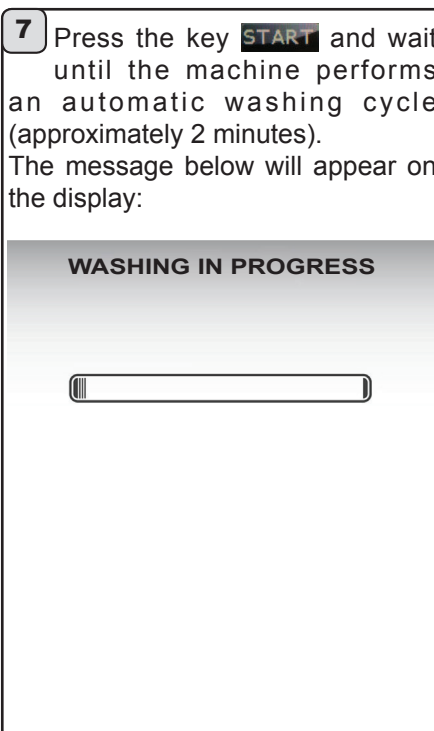 7 Press the key START and wait
until the machine performs
an automatic washing cycle
(approximately 2 minutes).
The message below will appear on
the display:
WASHING IN PROGRESS